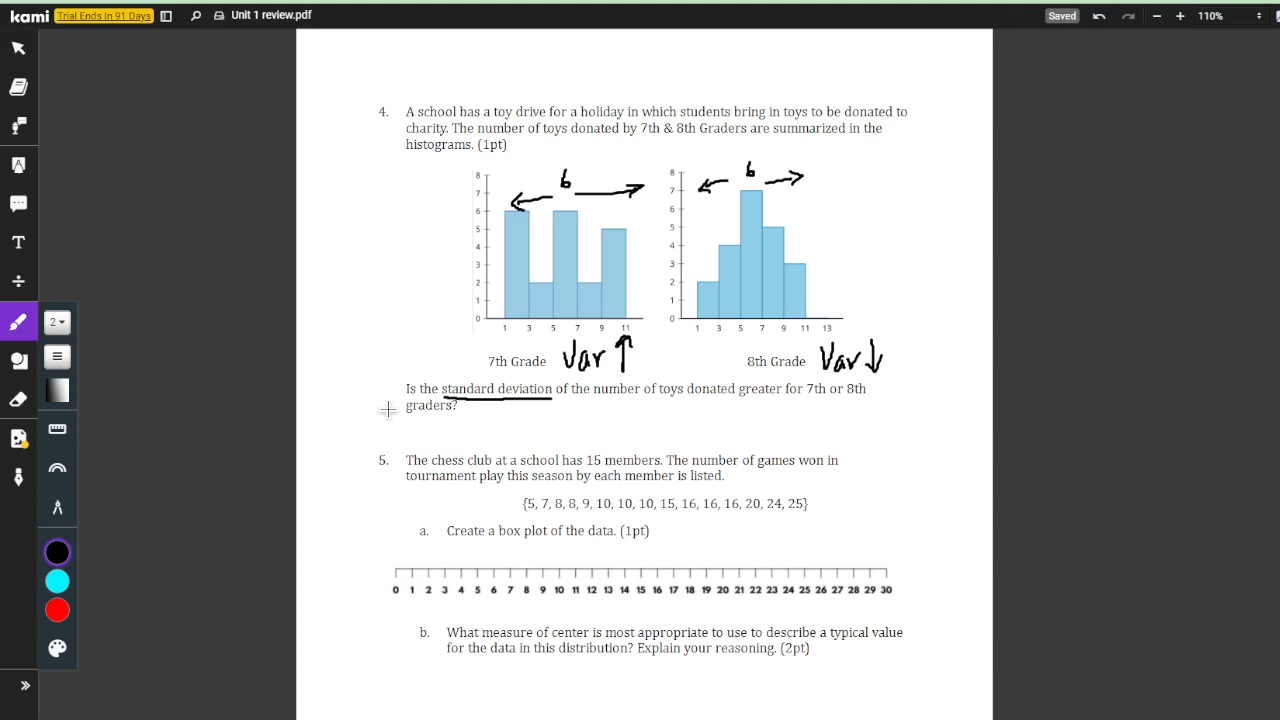 kami Trial Ends In 91 Days Unit 1 review.pdf Saved 110%
4. A school has a toy drive for a holiday in which students bring in toys to be donated to
charity. The number of toys donated by 7th & 8th Graders are summarized in the
histograms. (1pt)
6 6
8 8
7 7
6 6
5 5
4 4
3 3
2 2
1 1
0 0
1 3 5 7 9 11 1 3 5 7 9 11 13
7th Grade Var ↑ 8th Grade Var ↓
Is the standard deviation of the number of toys donated greater for 7th or 8th
graders?
5. The chess club at a school has 15 members. The number of games won in
tournament play this season by each member is listed.
{5, 7, 8, 8, 9, 10, 10, 10, 15, 16, 16, 16, 20, 24, 25}
a. Create a box plot of the data. (1pt)
0 1 2 3 4 5 6 7 8 9 10 11 12 13 14 15 16 17 18 19 20 21 22 23 24 25 26 27 28 29 30
b. What measure of center is most appropriate to use to describe a typical value
for the data in this distribution? Explain your reasoning. (2pt)
2